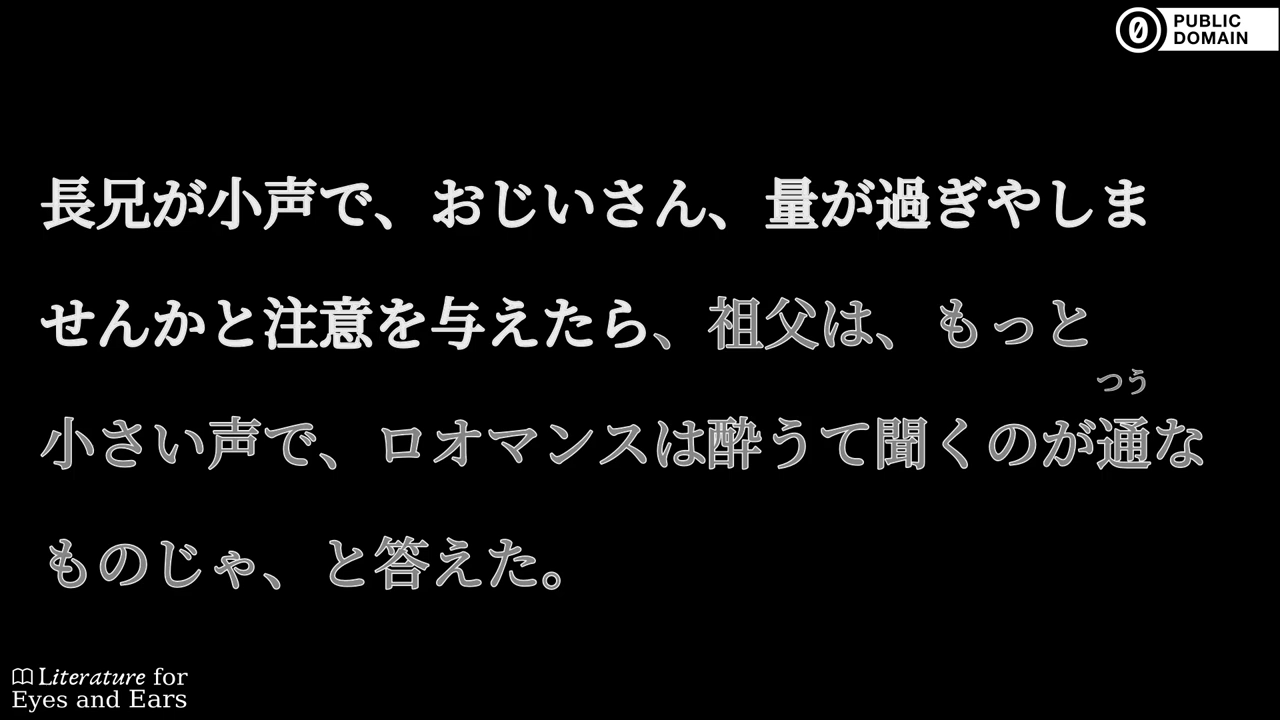 PUBLIC
DOMAIN
長兄が小声で、おじいさん、量が過ぎやしま
せんかと注意を与えたら、祖父は、もっと
つう
小さい声で、ロオマンスは酔うて聞くのが通な
ものじゃ、と答えた。
Literature for
Eyes and Ears